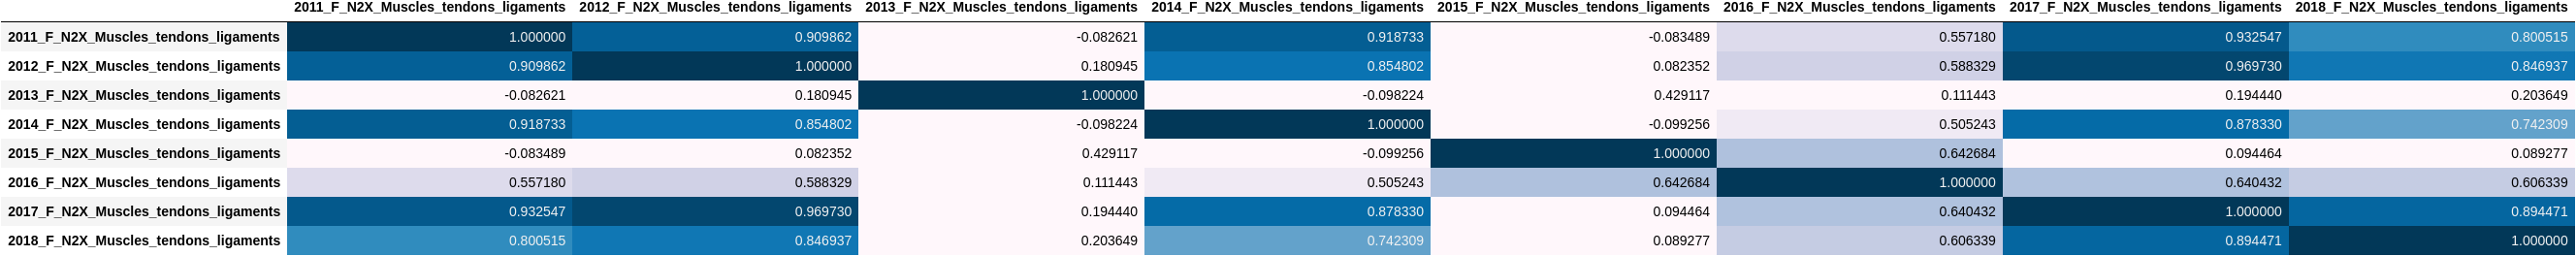 2011_F_N2X_Muscles_tendons_ligaments 2012_F_N2X_Muscles_tendons_ligaments 2013_F_N2X_Muscles_tendons_ligaments 2014_F_N2X_Muscles_tendons_ligaments 2015_F_N2X_Muscles_tendons_ligaments 2016_F_N2X_Muscles_tendons_ligaments 2017_F_N2X_Muscles_tendons_ligaments 2018_F_N2X_Muscles_tendons_ligaments
2011_F_N2X_Muscles_tendons_ligaments 1.000000 0.909862 -0.082621 0.918733 -0.083489 0.557180 0.932547 0.800515
2012_F_N2X_Muscles_tendons_ligaments 0.909862 1.000000 0.180945 0.854802 0.082352 0.588329 0.969730 0.846937
2013_F_N2X_Muscles_tendons_ligaments -0.082621 0.180945 1.000000 -0.098224 0.429117 0.111443 0.194440 0.203649
2014_F_N2X_Muscles_tendons_ligaments 0.918733 0.854802 -0.098224 1.000000 -0.099256 0.505243 0.878330 0.742309
2015_F_N2X_Muscles_tendons_ligaments -0.083489 0.082352 0.429117 -0.099256 1.000000 0.642684 0.094464 0.089277
2016_F_N2X_Muscles_tendons_ligaments 0.557180 0.588329 0.111443 0.505243 0.642684 1.000000 0.640432 0.606339
2017_F_N2X_Muscles_tendons_ligaments 0.932547 0.969730 0.194440 0.878330 0.094464 0.640432 1.000000 0.894471
2018_F_N2X_Muscles_tendons_ligaments 0.800515 0.846937 0.203649 0.742309 0.089277 0.606339 0.894471 1.000000